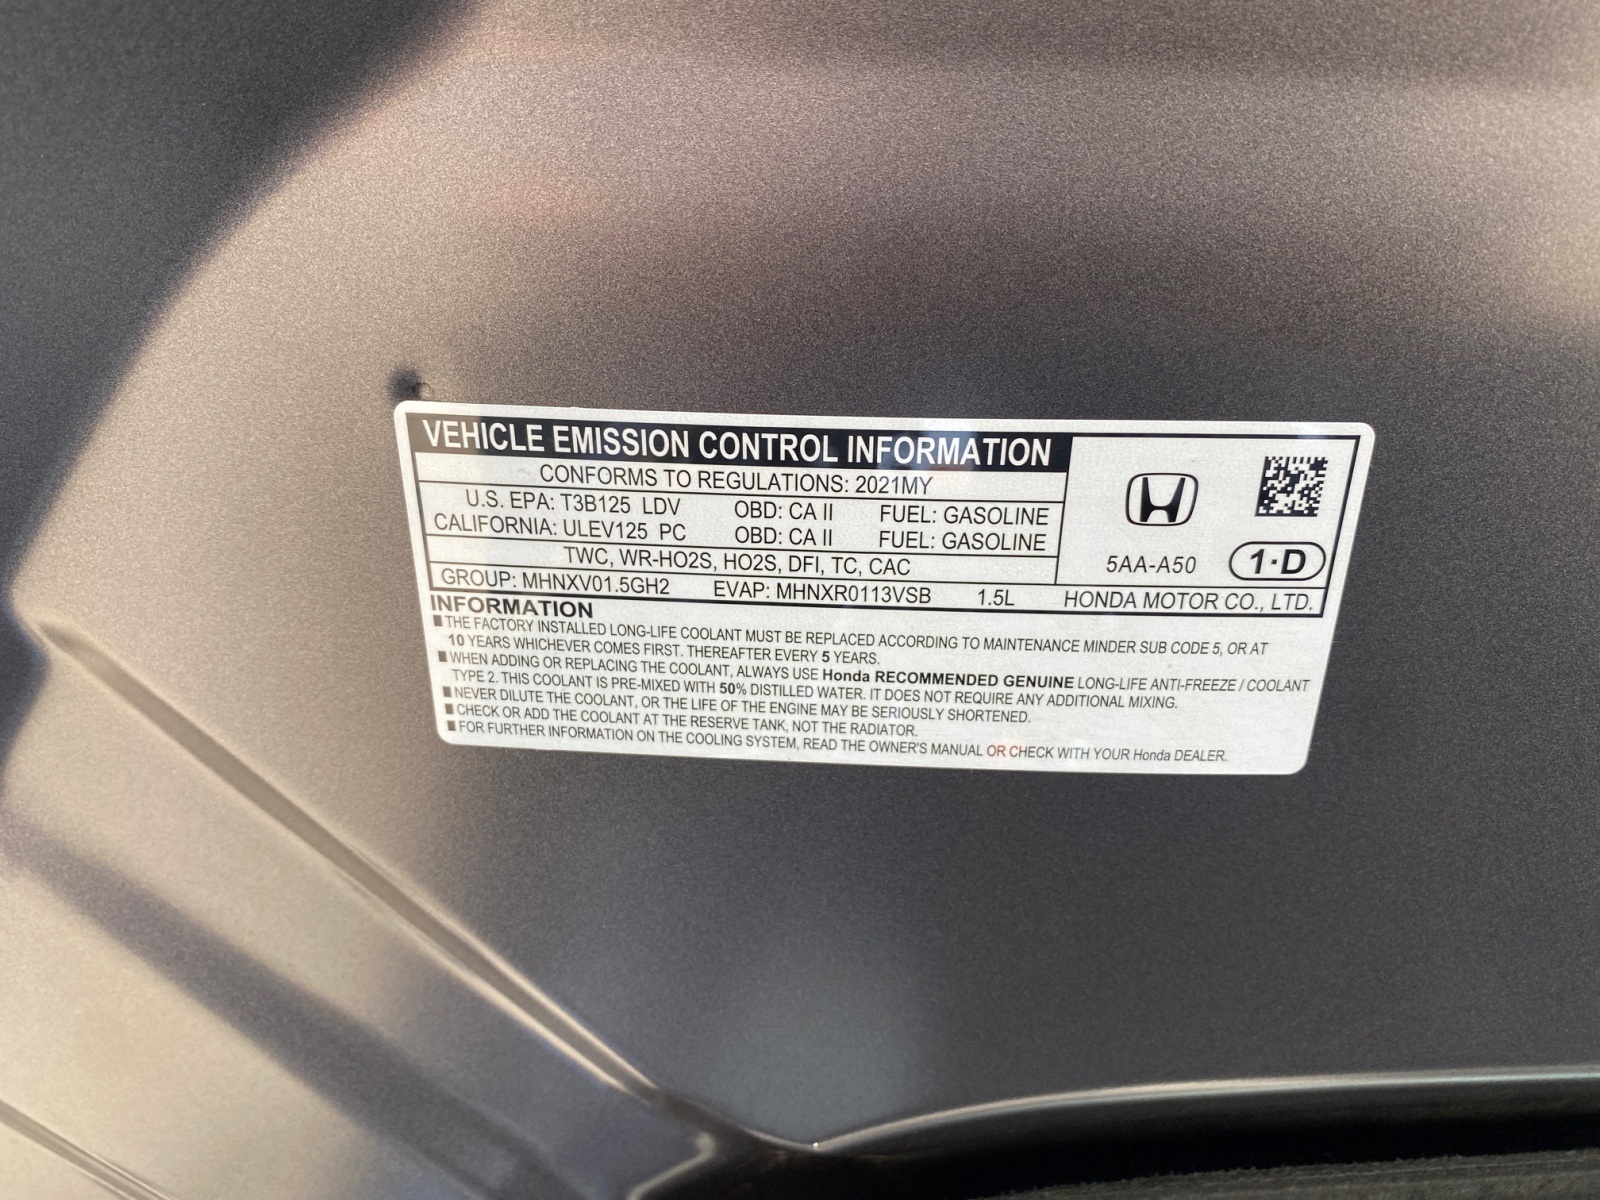 VEHICLE EMISSION CONTROL INFORMATION
CONFORMS TO REGULATIONS: 2021MY
U.S. EPA: T3B125 LDV OBD: CA II FUEL: GASOLINE
CALIFORNIA: ULEV125 PC OBD: CA II FUEL: GASOLINE
TWC, WR-HO2S, HO2S, DFI, TC, CAC
5AA-A50 1·D
GROUP: MHNXV01.5GH2 EVAP: MHNXR0113VSB 1.5L HONDA MOTOR CO., LTD.
INFORMATION
■ THE FACTORY INSTALLED LONG-LIFE COOLANT MUST BE REPLACED ACCORDING TO MAINTENANCE MINDER SUB CODE 5, OR AT
10 YEARS WHICHEVER COMES FIRST. THEREAFTER EVERY 5 YEARS.
■ WHEN ADDING OR REPLACING THE COOLANT, ALWAYS USE Honda RECOMMENDED GENUINE LONG-LIFE ANTI-FREEZE / COOLANT
TYPE 2. THIS COOLANT IS PRE-MIXED WITH 50% DISTILLED WATER. IT DOES NOT REQUIRE ANY ADDITIONAL MIXING.
■ NEVER DILUTE THE COOLANT, OR THE LIFE OF THE ENGINE MAY BE SERIOUSLY SHORTENED.
■ CHECK OR ADD THE COOLANT AT THE RESERVE TANK, NOT THE RADIATOR.
■ FOR FURTHER INFORMATION ON THE COOLING SYSTEM, READ THE OWNER'S MANUAL OR CHECK WITH YOUR Honda DEALER.